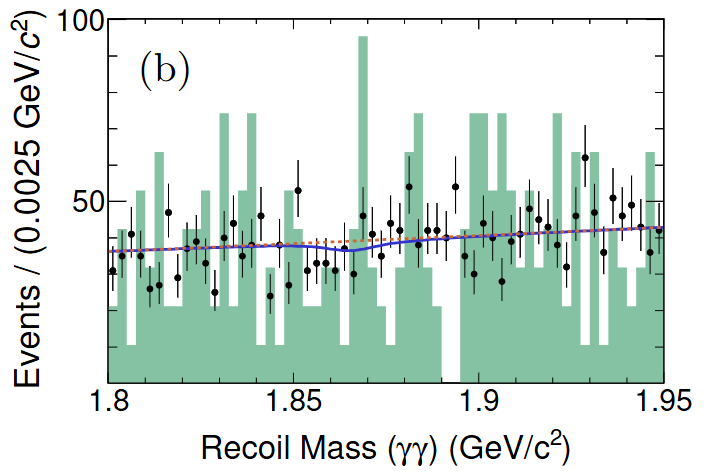 100
(b)
50
Events / (0.0025 GeV/c²)
1.8 1.85 1.9 1.95
Recoil Mass (γγ) (GeV/c²)